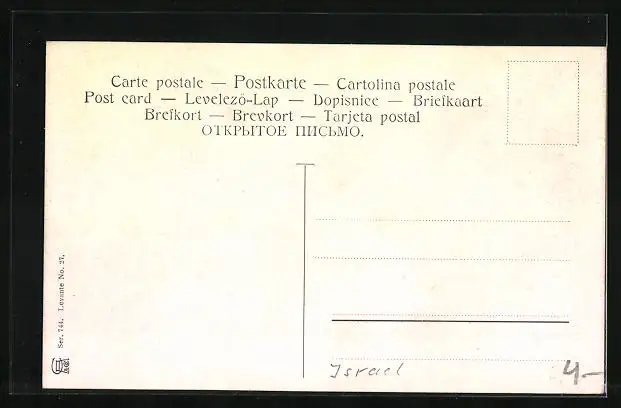 Carte postale — Postkarte — Cartolina postale
Post card — Levelező-Lap — Dopisnice — Briefkaart
Brefkort — Brevkort — Tarjeta postal
ОТКРЫТОЕ ПИСЬМО.
Ser. 744. Levante No. 27.
Israel
4-